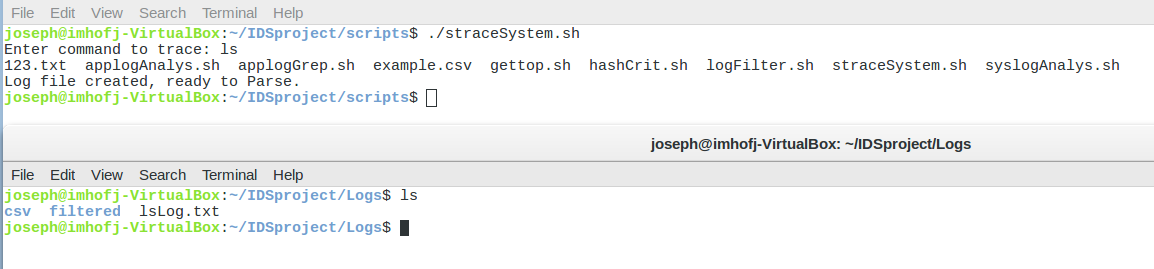 File Edit View Search Terminal Help
joseph@imhofj-VirtualBox:~/IDSproject/scripts$ ./straceSystem.sh
Enter command to trace: ls
123.txt  applogAnalys.sh  applogGrep.sh  example.csv  gettop.sh  hashCrit.sh  logFilter.sh  straceSystem.sh  syslogAnalys.sh
Log file created, ready to Parse.
joseph@imhofj-VirtualBox:~/IDSproject/scripts$
joseph@imhofj-VirtualBox: ~/IDSproject/Logs
File Edit View Search Terminal Help
joseph@imhofj-VirtualBox:~/IDSproject/Logs$ ls
csv  filtered  lsLog.txt
joseph@imhofj-VirtualBox:~/IDSproject/Logs$